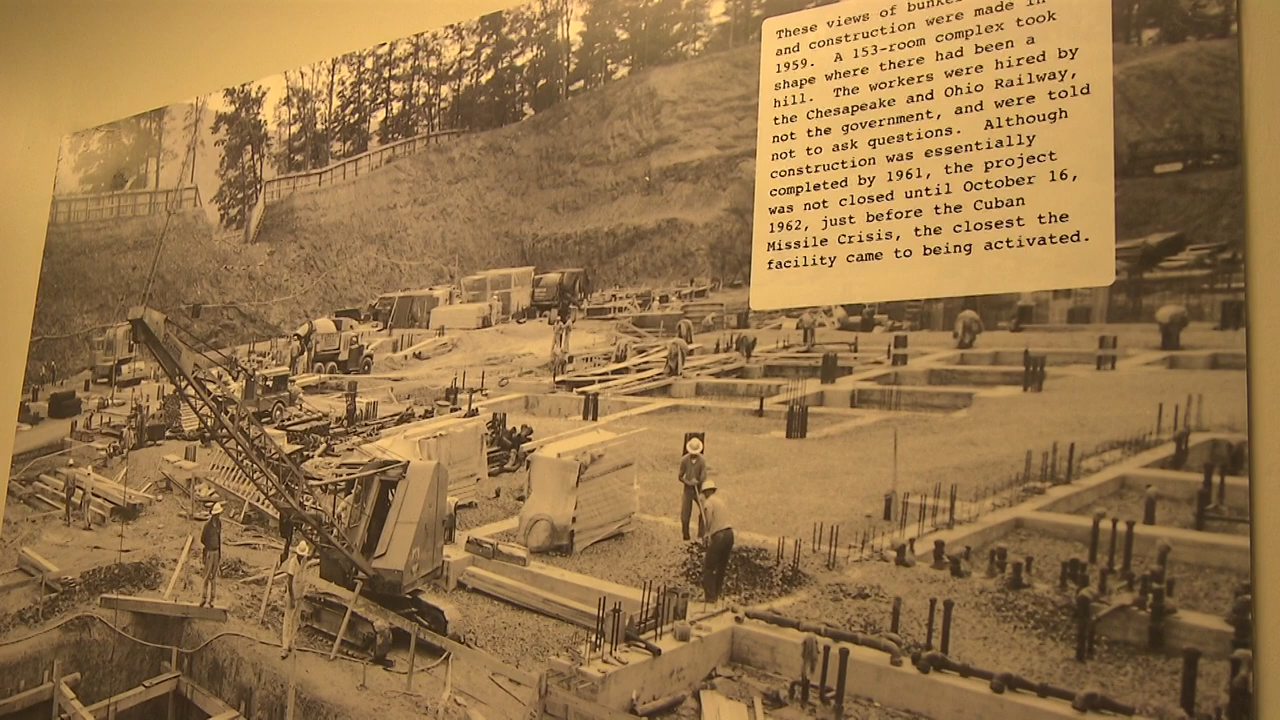 These views of
and construction were made in
1959. A 153-room complex took
shape where there had been a
hill. The workers were hired by
the Chesapeake and Ohio Railway,
not the government, and were told
not to ask questions. Although
construction was essentially
completed by 1961, the project
was not closed until October 16,
1962, just before the Cuban
Missile Crisis, the closest the
facility came to being activated.